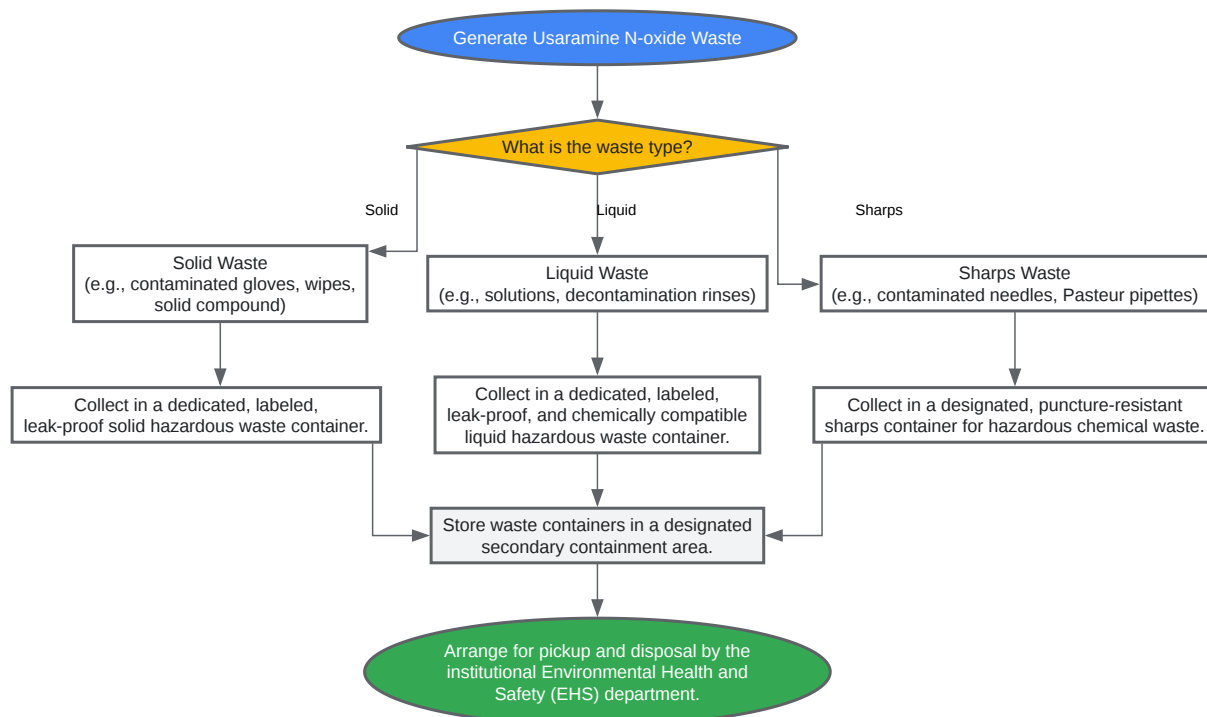 Generate Usaramine N-oxide Waste
What is the waste type?
Solid
Liquid
Sharps
Solid Waste
(e.g., contaminated gloves, wipes,
solid compound)
Liquid Waste
(e.g., solutions, decontamination rinses)
Sharps Waste
(e.g., contaminated needles, Pasteur pipettes)
Collect in a dedicated, labeled,
leak-proof solid hazardous waste container.
Collect in a dedicated, labeled,
leak-proof, and chemically compatible
liquid hazardous waste container.
Collect in a designated, puncture-resistant
sharps container for hazardous chemical waste.
Store waste containers in a designated
secondary containment area.
Arrange for pickup and disposal by the
institutional Environmental Health and
Safety (EHS) department.